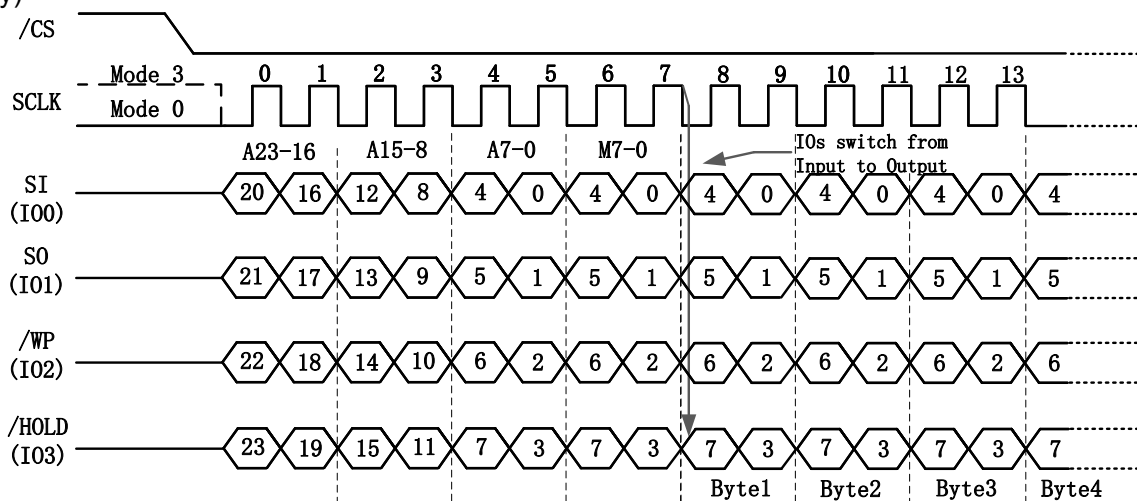 y)
/CS
Mode 3
0 1 2 3 4 5 6 7 8 9 10 11 12 13
SCLK
Mode 0
A23-16 A15-8 A7-0 M7-0
IOs switch from
Input to Output
SI
(IO0)
20 16 12 8 4 0 4 0 4 0 4 0 4 0 4
SO
(IO1)
21 17 13 9 5 1 5 1 5 1 5 1 5 1 5
/WP
(IO2)
22 18 14 10 6 2 6 2 6 2 6 2 6 2 6
/HOLD
(IO3)
23 19 15 11 7 3 7 3 7 3 7 3 7 3 7
Byte1 Byte2 Byte3 Byte4